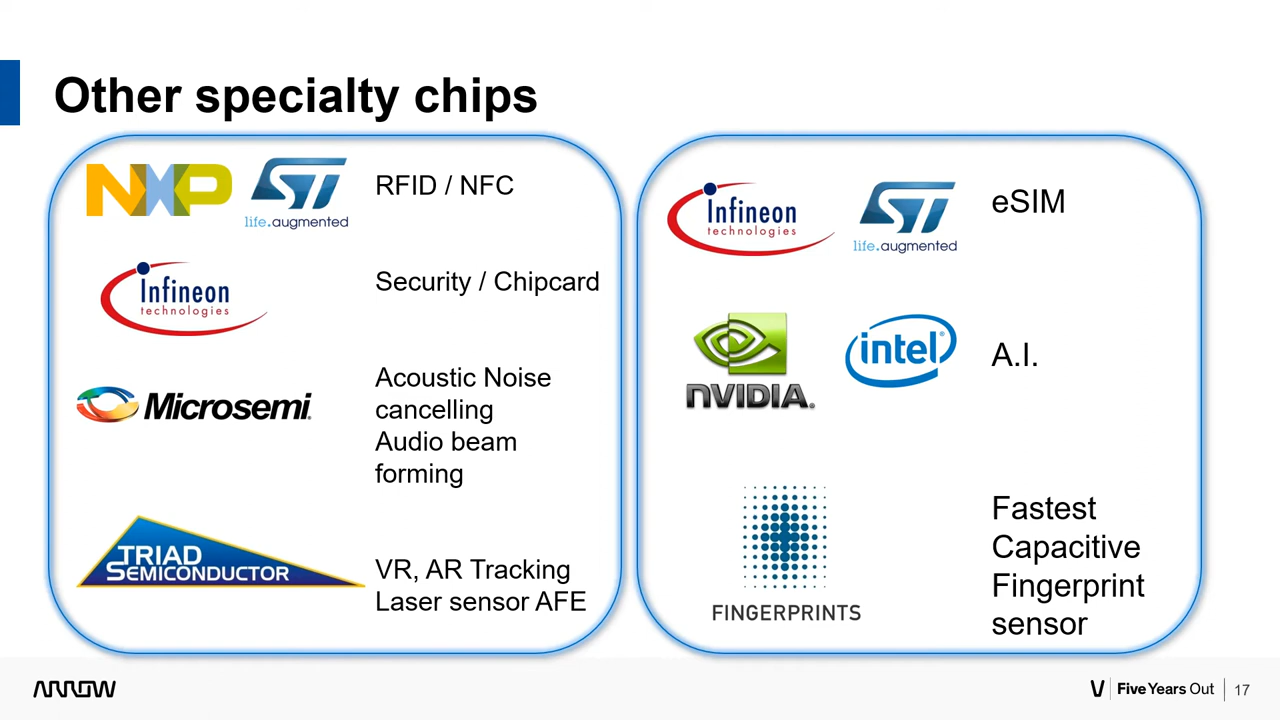 Other specialty chips
NXP
ST
life.augmented
RFID / NFC
Infineon
technologies
Security / Chipcard
Microsemi®
Acoustic Noise
cancelling
Audio beam
forming
TRIAD
SEMICONDUCTOR
VR, AR Tracking
Laser sensor AFE
Infineon
technologies
ST
life.augmented
eSIM
NVIDIA.
intel®
A.I.
FINGERPRINTS
Fastest
Capacitive
Fingerprint
sensor
ARROW
Five Years Out
17